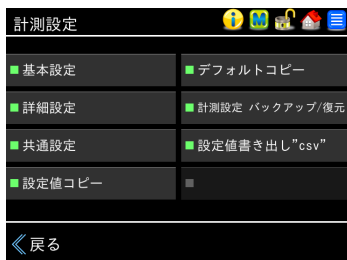 計測設定
基本設定
デフォルトコピー
詳細設定
計測設定 バックアップ/復元
共通設定
設定値書き出し"csv"
設定値コピー
戻る